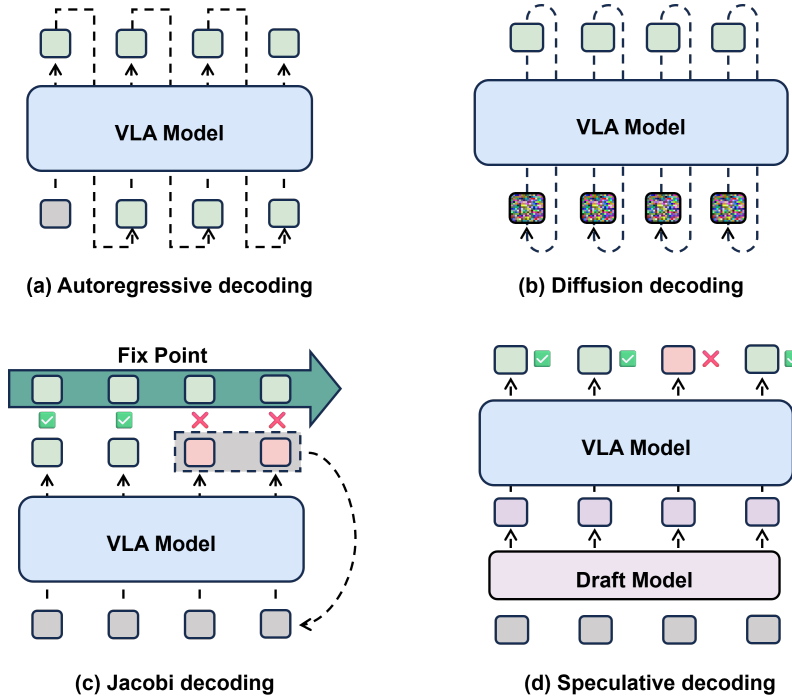 VLA Model
(a) Autoregressive decoding
VLA Model
(b) Diffusion decoding
Fix Point
VLA Model
(c) Jacobi decoding
VLA Model
Draft Model
(d) Speculative decoding